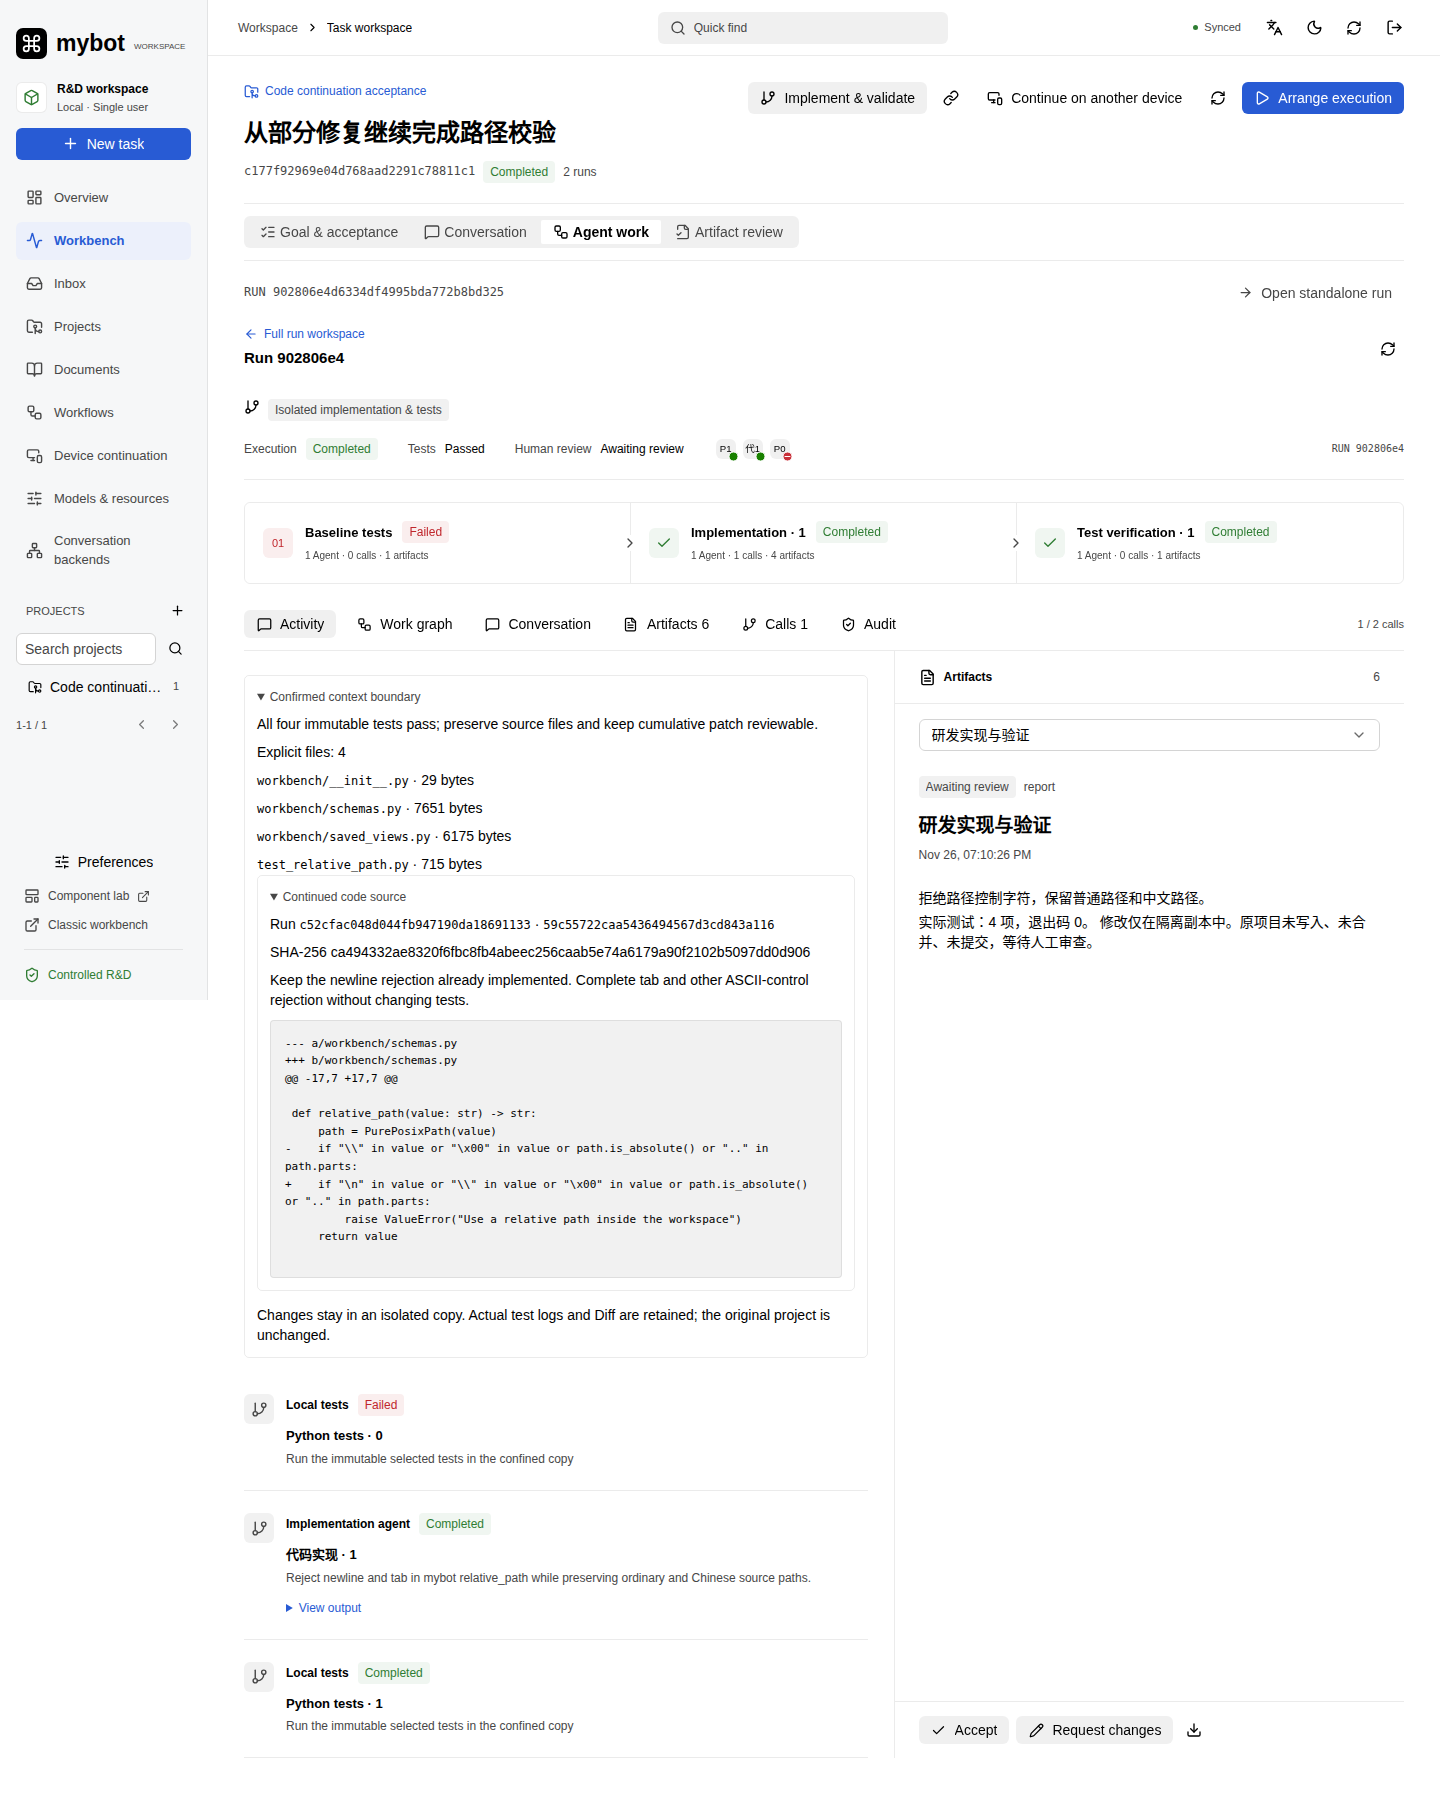 mybot WORKSPACE
R&D workspace
Local · Single user
New task
Overview
Workbench
Inbox
Projects
Documents
Workflows
Device continuation
Models & resources
Conversation
backends
PROJECTS
Search projects
Code continuati… 1
1-1 / 1
Preferences
Component lab
Classic workbench
Controlled R&D
Workspace Task workspace
Quick find
Synced
Code continuation acceptance
Implement & validate
Continue on another device
Arrange execution
从部分修复继续完成路径校验
c177f92969e04d768aad2291c78811c1 Completed 2 runs
Goal & acceptance Conversation Agent work Artifact review
RUN 902806e4d6334df4995bda772b8bd325
Open standalone run
Full run workspace
Run 902806e4
Isolated implementation & tests
Execution Completed Tests Passed Human review Awaiting review P1 代1 P0 RUN 902806e4
01 Baseline tests Failed
1 Agent · 0 calls · 1 artifacts
Implementation · 1 Completed
1 Agent · 1 calls · 4 artifacts
Test verification · 1 Completed
1 Agent · 0 calls · 1 artifacts
Activity Work graph Conversation Artifacts 6 Calls 1 Audit 1 / 2 calls
Confirmed context boundary
All four immutable tests pass; preserve source files and keep cumulative patch reviewable.
Explicit files: 4
workbench/__init__.py · 29 bytes
workbench/schemas.py · 7651 bytes
workbench/saved_views.py · 6175 bytes
test_relative_path.py · 715 bytes
Continued code source
Run c52cfac048d044fb947190da18691133 · 59c55722caa5436494567d3cd843a116
SHA-256 ca494332ae8320f6fbc8fb4abeec256caab5e74a6179a90f2102b5097dd0d906
Keep the newline rejection already implemented. Complete tab and other ASCII-control
rejection without changing tests.
--- a/workbench/schemas.py
+++ b/workbench/schemas.py
@@ -17,7 +17,7 @@
def relative_path(value: str) -> str:
path = PurePosixPath(value)
- if "\\" in value or "\x00" in value or path.is_absolute() or ".." in
path.parts:
+ if "\n" in value or "\\" in value or "\x00" in value or path.is_absolute()
or ".." in path.parts:
raise ValueError("Use a relative path inside the workspace")
return value
Changes stay in an isolated copy. Actual test logs and Diff are retained; the original project is
unchanged.
Local tests Failed
Python tests · 0
Run the immutable selected tests in the confined copy
Implementation agent Completed
代码实现 · 1
Reject newline and tab in mybot relative_path while preserving ordinary and Chinese source paths.
View output
Local tests Completed
Python tests · 1
Run the immutable selected tests in the confined copy
Artifacts 6
研发实现与验证
Awaiting review report
研发实现与验证
Nov 26, 07:10:26 PM
拒绝路径控制字符，保留普通路径和中文路径。
实际测试：4 项，退出码 0。 修改仅在隔离副本中。原项目未写入、未合
并、未提交，等待人工审查。
Accept Request changes